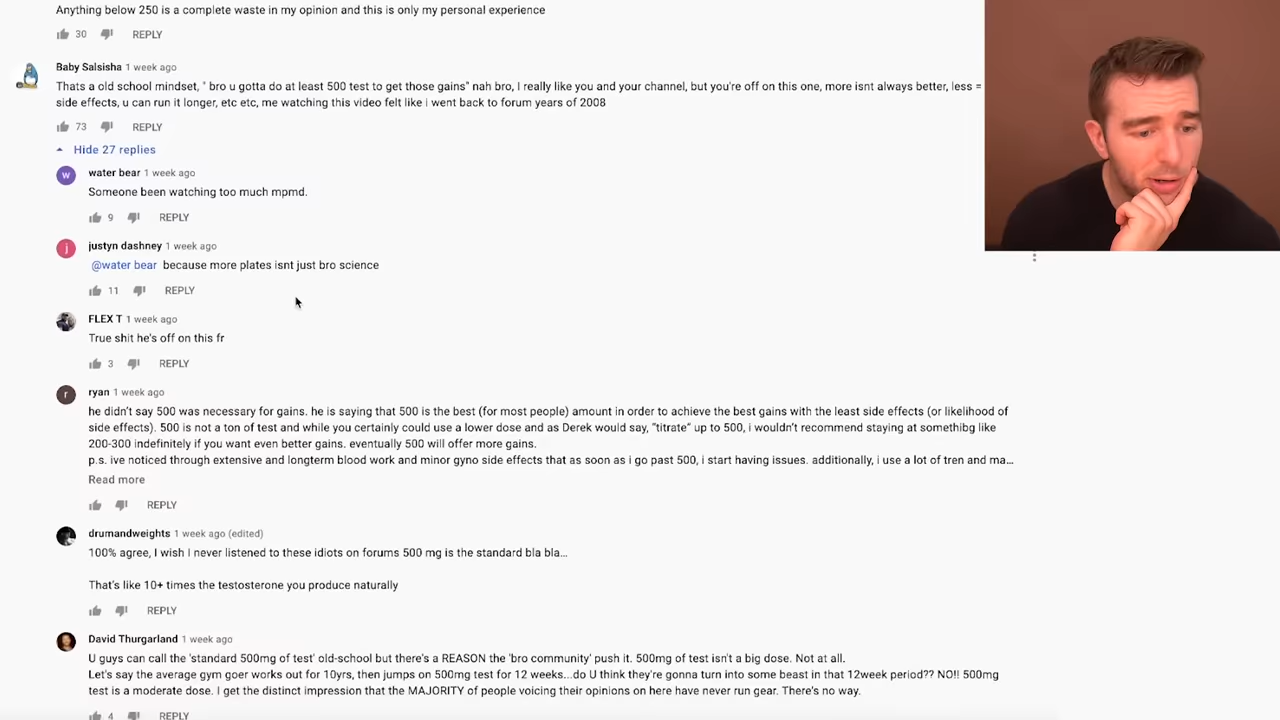 Anything below 250 is a complete waste in my opinion and this is only my personal experience
30 REPLY
Baby Salsisha 1 week ago
Thats a old school mindset, " bro u gotta do at least 500 test to get those gains" nah bro, I really like you and your channel, but you're off on this one, more isnt always better, less =
side effects, u can run it longer, etc etc, me watching this video felt like i went back to forum years of 2008
73 REPLY
Hide 27 replies
w water bear 1 week ago
Someone been watching too much mpmd.
9 REPLY
j justyn dashney 1 week ago
@water bear because more plates isnt just bro science
11 REPLY
FLEX T 1 week ago
True shit he's off on this fr
3 REPLY
r ryan 1 week ago
he didn't say 500 was necessary for gains. he is saying that 500 is the best (for most people) amount in order to achieve the best gains with the least side effects (or likelihood of
side effects). 500 is not a ton of test and while you certainly could use a lower dose and as Derek would say, "titrate" up to 500, i wouldn't recommend staying at somethibg like
200-300 indefinitely if you want even better gains. eventually 500 will offer more gains.
p.s. ive noticed through extensive and longterm blood work and minor gyno side effects that as soon as i go past 500, i start having issues. additionally, i use a lot of tren and ma...
Read more
REPLY
drumandweights 1 week ago (edited)
100% agree, I wish I never listened to these idiots on forums 500 mg is the standard bla bla...
That's like 10+ times the testosterone you produce naturally
REPLY
David Thurgarland 1 week ago
U guys can call the 'standard 500mg of test' old-school but there's a REASON the 'bro community' push it. 500mg of test isn't a big dose. Not at all.
Let's say the average gym goer works out for 10yrs, then jumps on 500mg test for 12 weeks...do U think they're gonna turn into some beast in that 12week period?? NO!! 500mg
test is a moderate dose. I get the distinct impression that the MAJORITY of people voicing their opinions on here have never run gear. There's no way.
4 REPLY